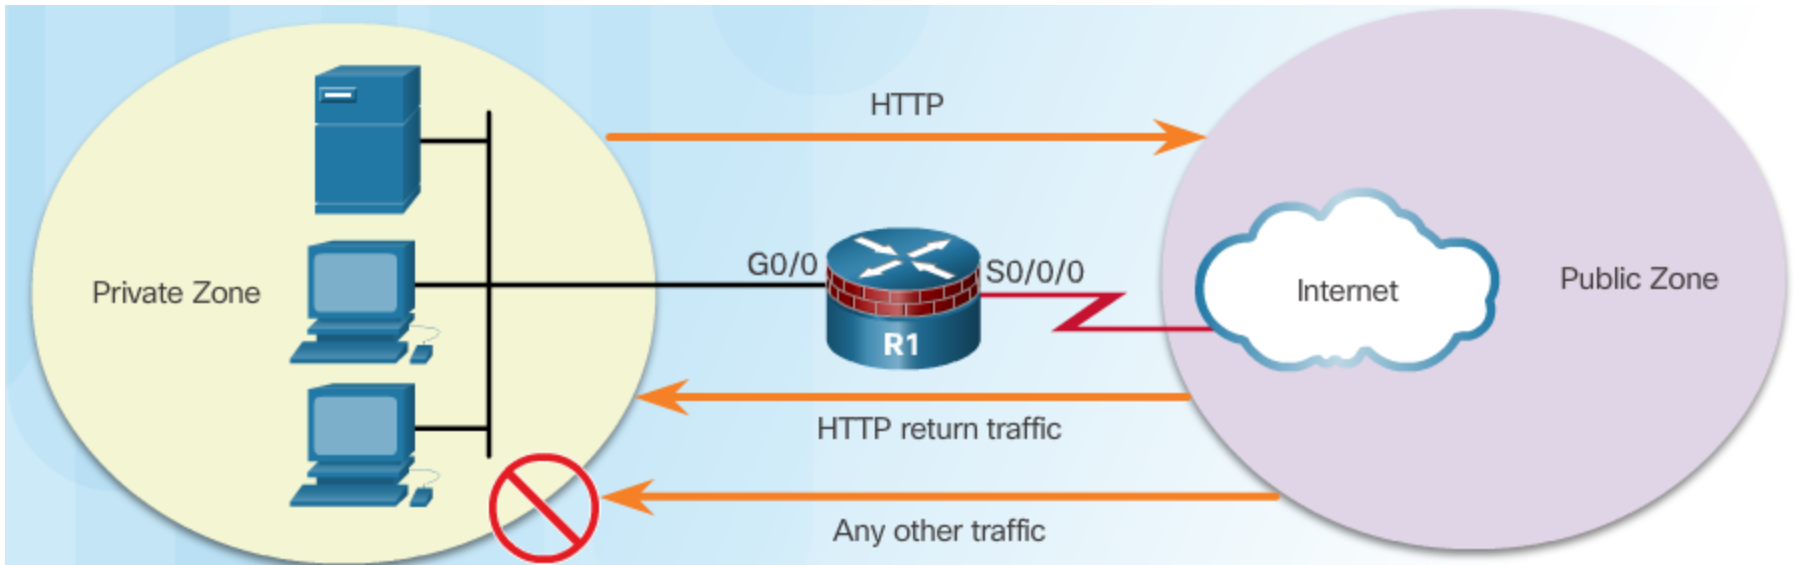 HTTP
Private Zone
G0/0
S0/0/0
R1
Internet
Public Zone
HTTP return traffic
Any other traffic